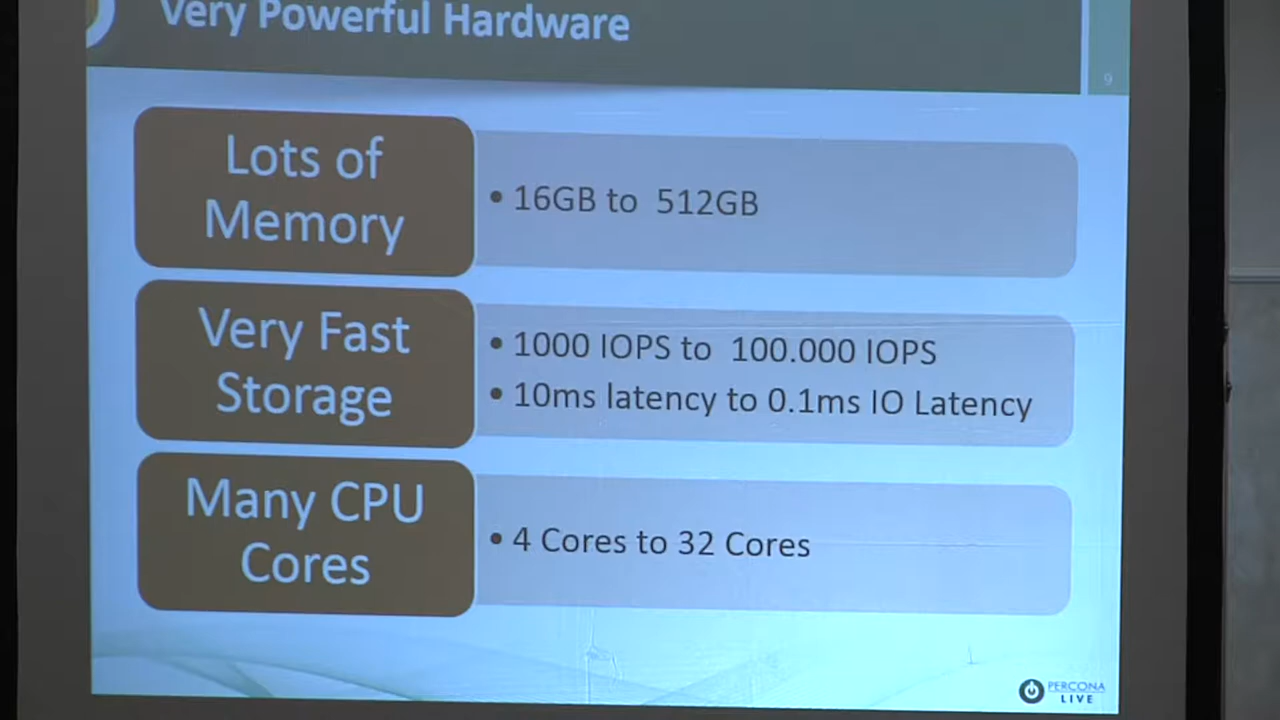 Very Powerful Hardware
9
Lots of
Memory
• 16GB to 512GB
Very Fast
Storage
• 1000 IOPS to 100.000 IOPS
• 10ms latency to 0.1ms IO Latency
Many CPU
Cores
• 4 Cores to 32 Cores
PERCONA
LIVE